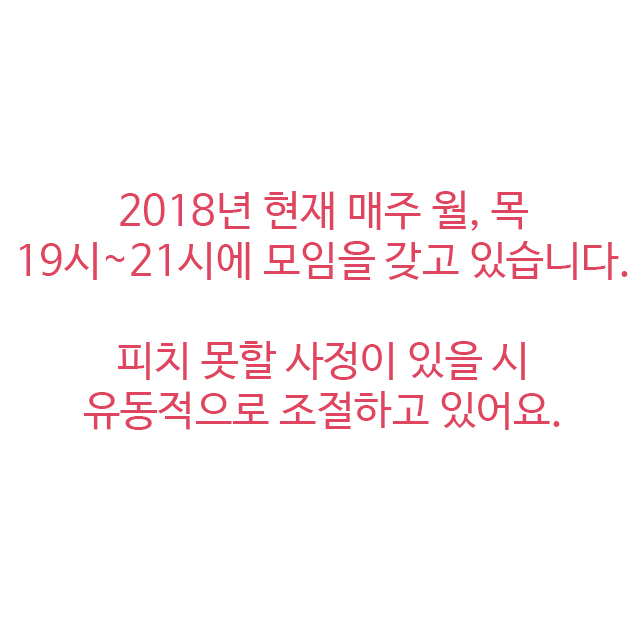 2018년 현재 매주 월, 목
19시~21시에 모임을 갖고 있습니다.
피치 못할 사정이 있을 시
유동적으로 조절하고 있어요.